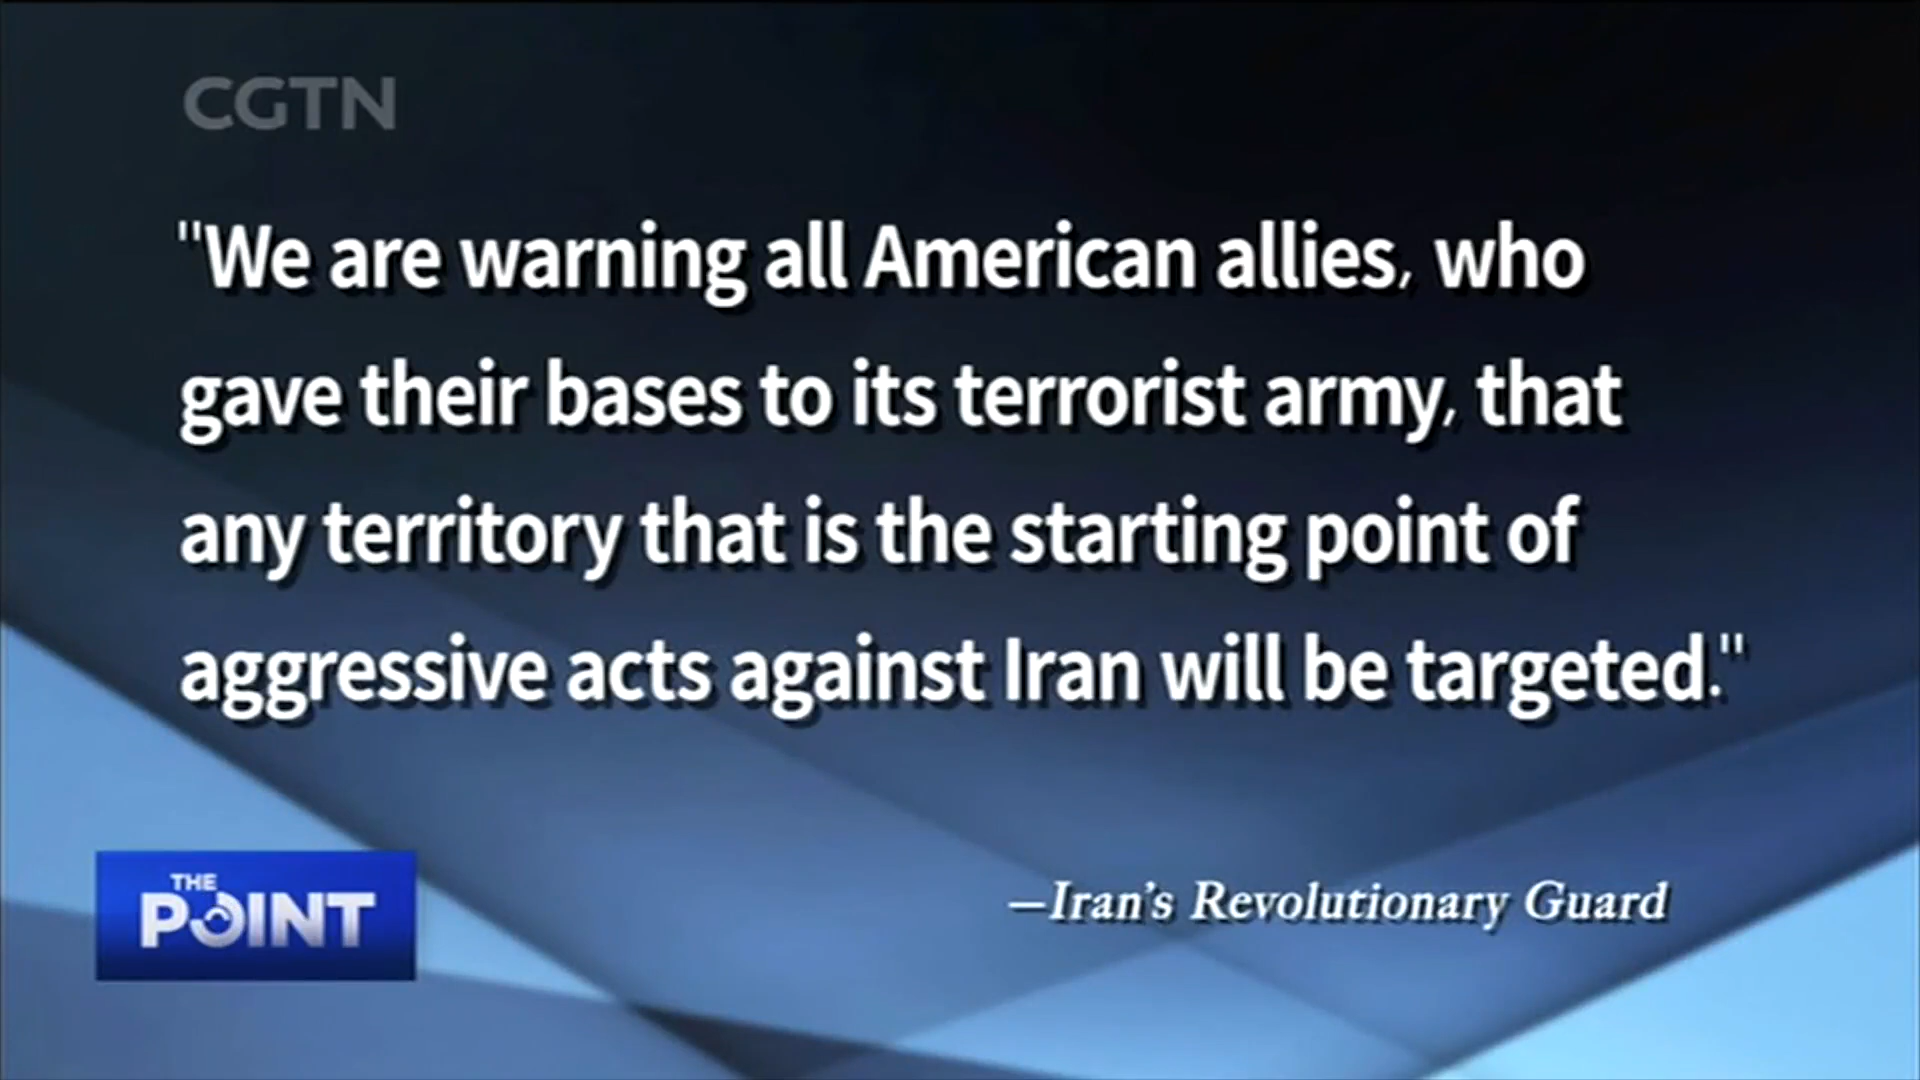 CGTN
"We are warning all American allies, who
gave their bases to its terrorist army, that
any territory that is the starting point of
aggressive acts against Iran will be targeted."
—Iran's Revolutionary Guard
THE
POINT